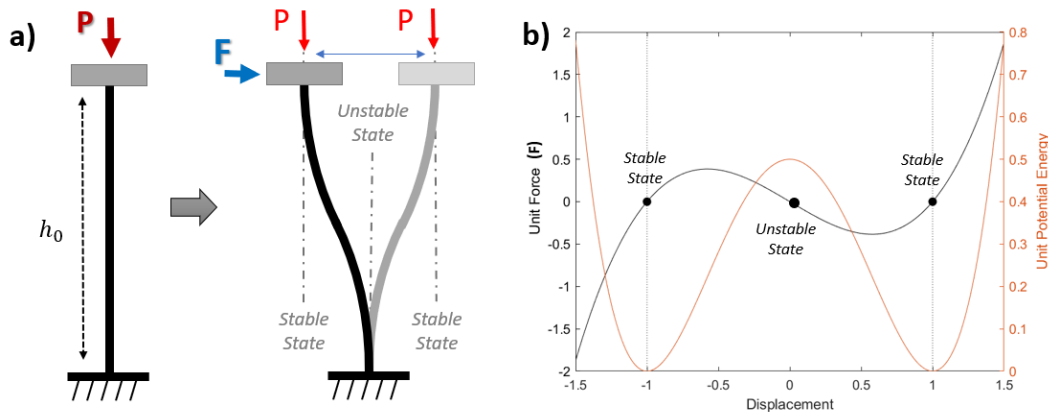 a)
P
h₀
F
P
P
Unstable
State
Stable
State
Stable
State
b)
2
1.5
1
0.5
0
-0.5
-1
-1.5
-2
Unit Force (F)
Stable
State
Stable
State
Unstable
State
0.8
0.7
0.6
0.5
0.4
0.3
0.2
0.1
0
Unit Potential Energy
-1.5 -1 -0.5 0 0.5 1 1.5
Displacement